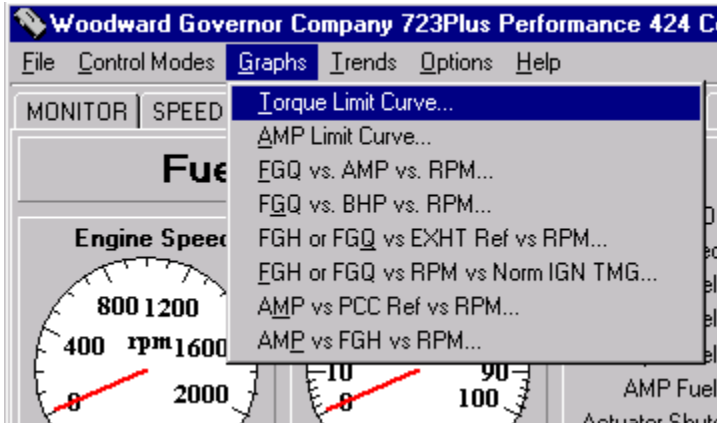 Woodward Governor Company 723Plus Performance 424
File Control Modes Graphs Trends Options Help
MONITOR SPEED
Torque Limit Curve...
AMP Limit Curve...
FGQ vs. AMP vs. RPM...
FGQ vs. BHP vs. RPM...
FGH or FGQ vs EXHT Ref vs RPM...
FGH or FGQ vs RPM vs Norm IGN TMG...
AMP vs PCC Ref vs RPM...
AMP vs FGH vs RPM...
Engine Speed
800 1200
400 rpm 1600
0 2000
10 90
0 100
AMP Fuel